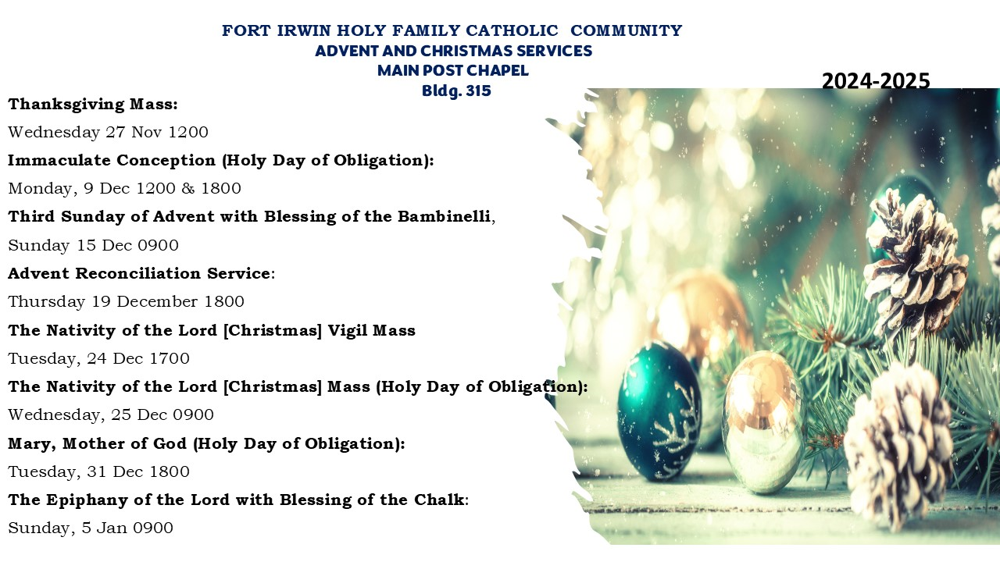 FORT IRWIN HOLY FAMILY CATHOLIC COMMUNITY
ADVENT AND CHRISTMAS SERVICES
MAIN POST CHAPEL
Bldg. 315
2024-2025
Thanksgiving Mass:
Wednesday 27 Nov 1200
Immaculate Conception (Holy Day of Obligation):
Monday, 9 Dec 1200 & 1800
Third Sunday of Advent with Blessing of the Bambinelli,
Sunday 15 Dec 0900
Advent Reconciliation Service:
Thursday 19 December 1800
The Nativity of the Lord [Christmas] Vigil Mass
Tuesday, 24 Dec 1700
The Nativity of the Lord [Christmas] Mass (Holy Day of Obligation):
Wednesday, 25 Dec 0900
Mary, Mother of God (Holy Day of Obligation):
Tuesday, 31 Dec 1800
The Epiphany of the Lord with Blessing of the Chalk:
Sunday, 5 Jan 0900